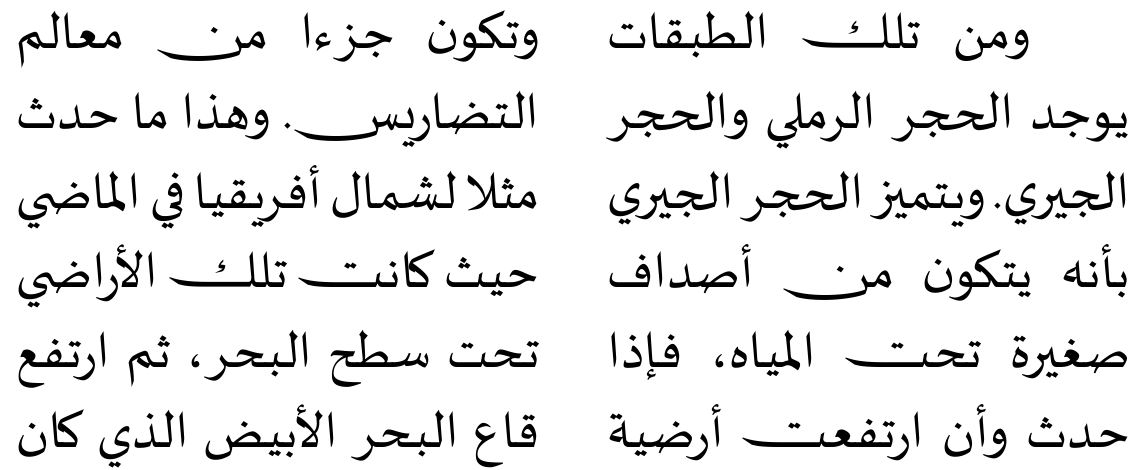 ومن تلك الطبقات
يوجد الحجر الرملي والحجر
الجيري. ويتميز الحجر الجيري
بأنه يتكون من أصداف
صغيرة تحت المياه، فإذا
حدث وأن ارتفعت أرضية
وتكون جزءا من معالم
التضاريس. وهذا ما حدث
مثلا لشمال أفريقيا في الماضي
حيث كانت تلك الأراضي
تحت سطح البحر، ثم ارتفع
قاع البحر الأبيض الذي كان